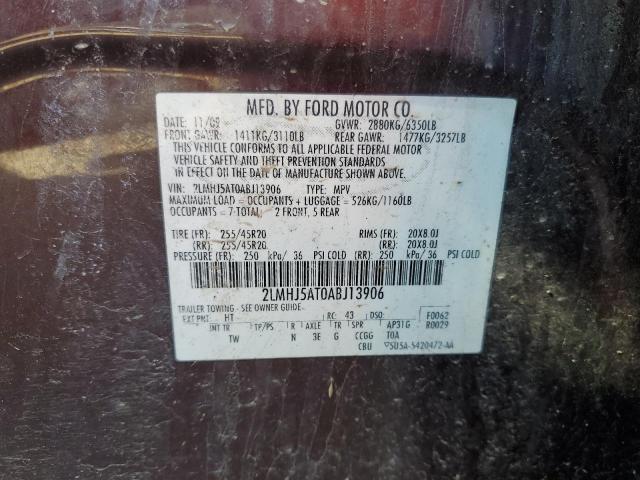 MFD. BY FORD MOTOR CO.
DATE: 11/09 GVWR: 2880KG/6350LB
FRONT GAWR: 1411KG/3110LB REAR GAWR: 1477KG/3257LB
THIS VEHICLE CONFORMS TO ALL APPLICABLE FEDERAL MOTOR
VEHICLE SAFETY AND THEFT PREVENTION STANDARDS
IN EFFECT ON THE DATE OF MANUFACTURE SHOWN ABOVE.
VIN: 2LMHJ5AT0ABJ13906 TYPE: MPV
MAXIMUM LOAD = OCCUPANTS + LUGGAGE = 526KG/1160LB
OCCUPANTS = 7 TOTAL 2 FRONT, 5 REAR
TIRE (FR): 255/45R20 RIMS (FR): 20X8.0J
(RR): 255/45R20 (RR): 20X8.0J
PRESSURE (FR): 250 kPa/ 36 PSI COLD (RR): 250 kPa/ 36 PSI COLD
2LMHJ5AT0ABJ13906
TRAILER TOWING - SEE OWNER GUIDE.
EXT PNT: HT RC: 43 DSO: F0062
INT TR TP/PS R AXLE TR SPR AP31G R0029
TW N 3E G CCGG T0A
CBU 5U5A-5420472-AA